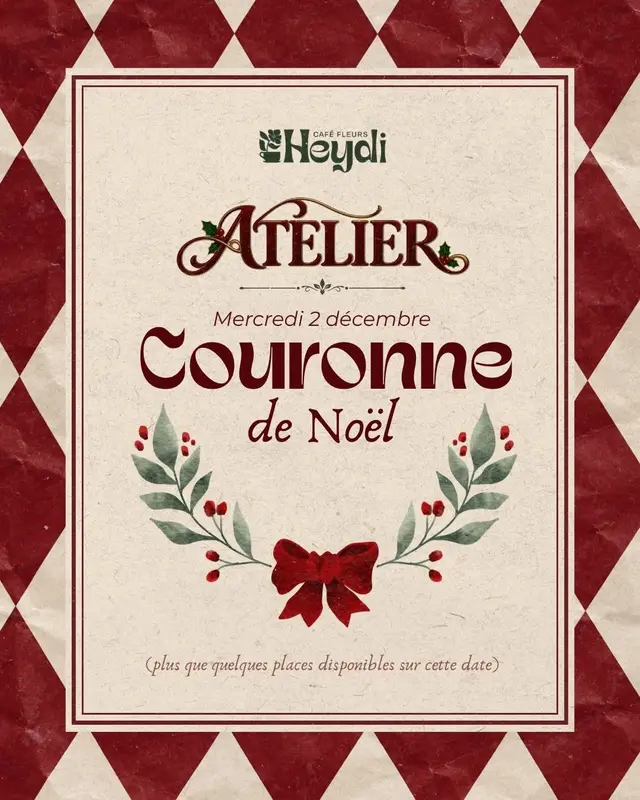 CAFÉ FLEURS
Heydi
ATELIER
Mercredi 2 décembre
Couronne
de Noël
(plus que quelques places disponibles sur cette date)